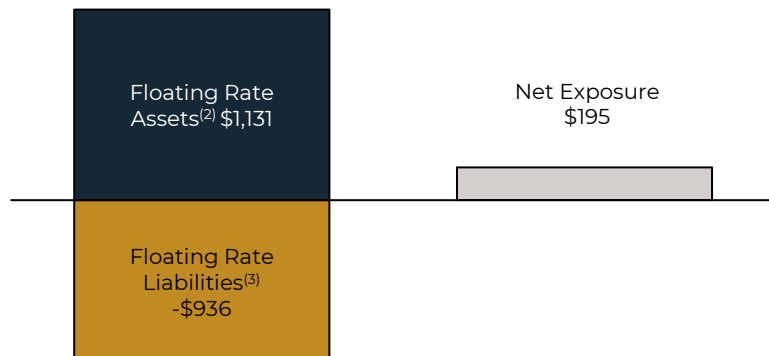 Floating Rate
Assets(2) $1,131
Net Exposure
$195
Floating Rate
Liabilities(3)
-$936